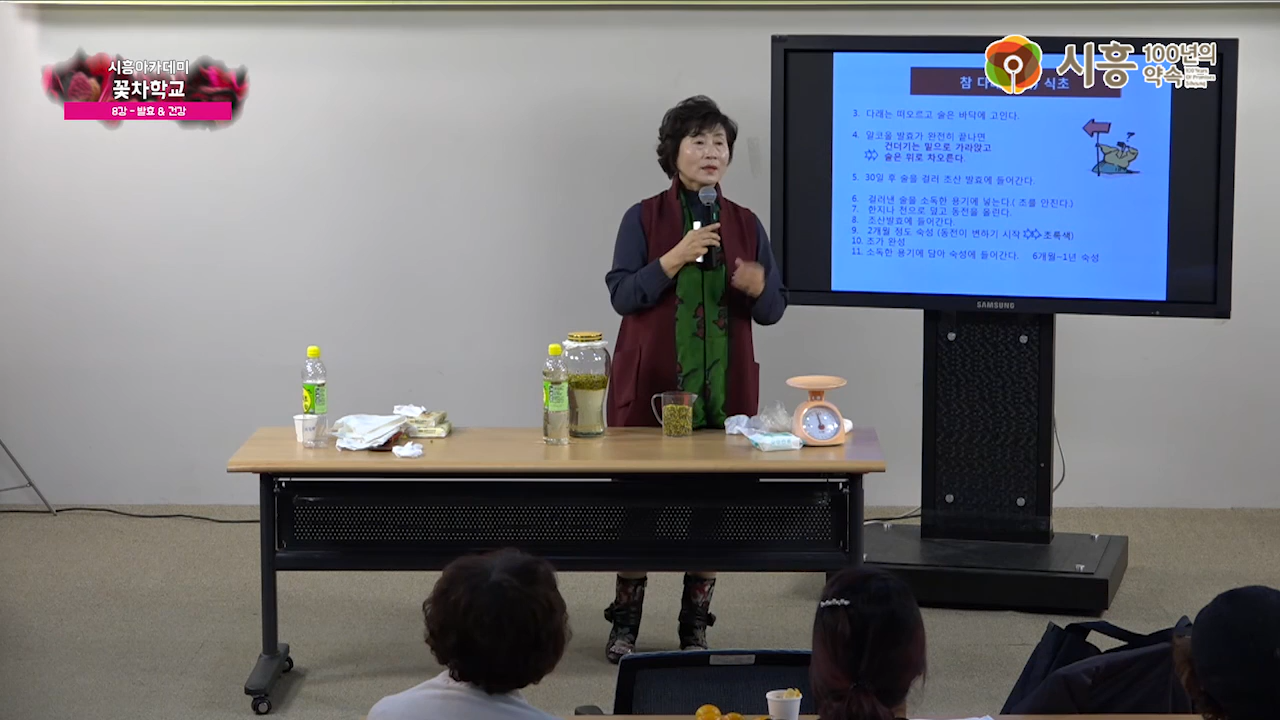 시흥아카데미
꽃차학교
8강 - 발효 & 건강
시흥 100년의 약속
참 다 식초
3. 다래는 떠오르고 술은 바닥에 고인다.
4. 알코올 발효가 완전히 끝나면
건더기는 밑으로 가라앉고
술은 위로 차오른다.
5. 30일 후 술을 걸러 초산 발효에 들어간다.
6. 걸러낸 술을 소독한 용기에 넣는다.( 초를 안친다.)
7. 한지나 천으로 덮고 동전을 올린다.
8. 초산발효에 들어간다.
9. 2개월 정도 숙성 (동전이 변하기 시작 초록색)
10. 초가 완성
11. 소독한 용기에 담아 숙성에 들어간다. 6개월~1년 숙성
SAMSUNG